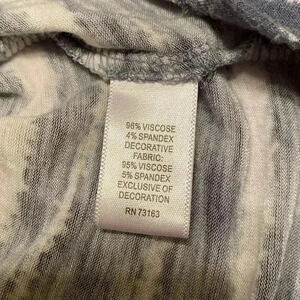 96% VISCOSE
4% SPANDEX
DECORATIVE
FABRIC:
95% VISCOSE
5% SPANDEX
EXCLUSIVE OF
DECORATION
RN 73163